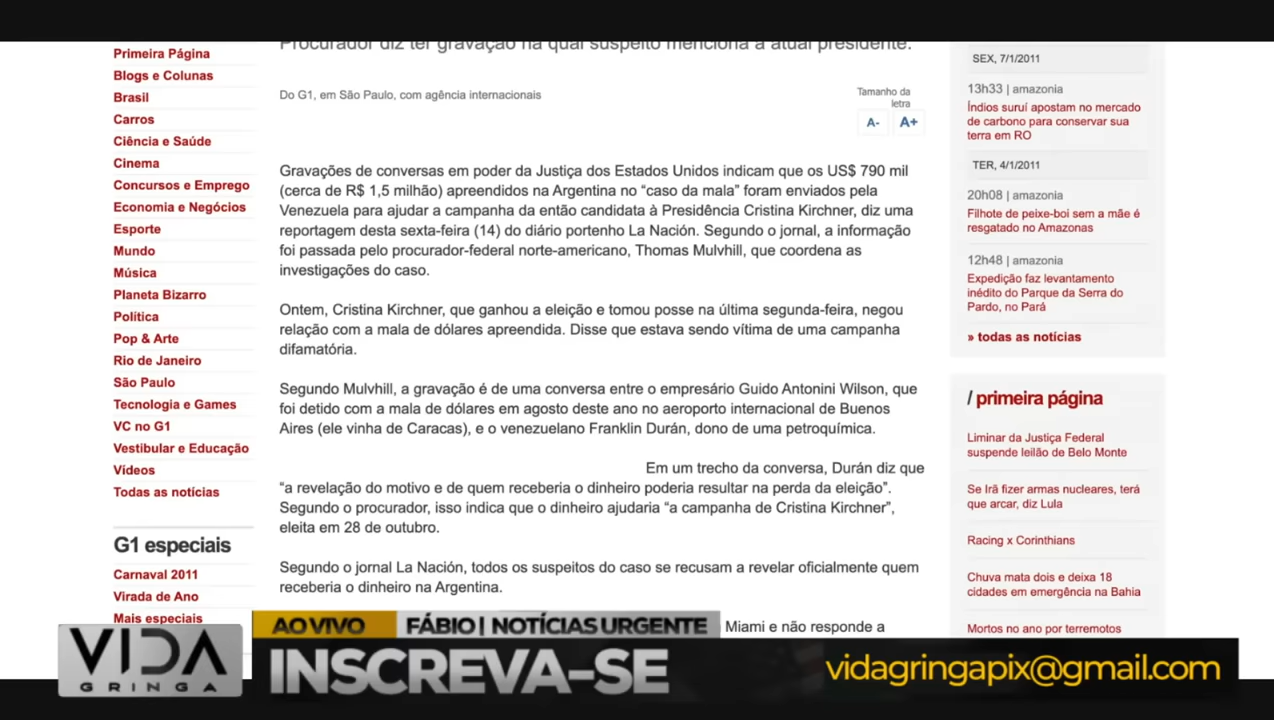 Procurador diz ter gravação na qual suspeito menciona a atual presidente.
Do G1, em São Paulo, com agência internacionais
Tamanho da
letra
A-
A+
Primeira Página
Blogs e Colunas
Brasil
Carros
Ciência e Saúde
Cinema
Concursos e Emprego
Economia e Negócios
Esporte
Mundo
Música
Planeta Bizarro
Política
Pop & Arte
Rio de Janeiro
São Paulo
Tecnologia e Games
VC no G1
Vestibular e Educação
Vídeos
Todas as notícias
G1 especiais
Carnaval 2011
Virada de Ano
Mais especiais
Gravações de conversas em poder da Justiça dos Estados Unidos indicam que os US$ 790 mil
(cerca de R$ 1,5 milhão) apreendidos na Argentina no “caso da mala” foram enviados pela
Venezuela para ajudar a campanha da então candidata à Presidência Cristina Kirchner, diz uma
reportagem desta sexta-feira (14) do diário portenho La Nación. Segundo o jornal, a informação
foi passada pelo procurador-federal norte-americano, Thomas Mulvhill, que coordena as
investigações do caso.
Ontem, Cristina Kirchner, que ganhou a eleição e tomou posse na última segunda-feira, negou
relação com a mala de dólares apreendida. Disse que estava sendo vítima de uma campanha
difamatória.
Segundo Mulvhill, a gravação é de uma conversa entre o empresário Guido Antonini Wilson, que
foi detido com a mala de dólares em agosto deste ano no aeroporto internacional de Buenos
Aires (ele vinha de Caracas), e o venezuelano Franklin Durán, dono de uma petroquímica.
Em um trecho da conversa, Durán diz que
“a revelação do motivo e de quem receberia o dinheiro poderia resultar na perda da eleição”.
Segundo o procurador, isso indica que o dinheiro ajudaria “a campanha de Cristina Kirchner”,
eleita em 28 de outubro.
Segundo o jornal La Nación, todos os suspeitos do caso se recusam a revelar oficialmente quem
receberia o dinheiro na Argentina.
Miami e não responde a
SEX, 7/1/2011
13h33 | amazonia
Índios suruí apostam no mercado
de carbono para conservar sua
terra em RO
TER, 4/1/2011
20h08 | amazonia
Filhote de peixe-boi sem a mãe é
resgatado no Amazonas
12h48 | amazonia
Expedição faz levantamento
inédito do Parque da Serra do
Pardo, no Pará
» todas as notícias
/ primeira página
Liminar da Justiça Federal
suspende leilão de Belo Monte
Se Irã fizer armas nucleares, terá
que arcar, diz Lula
Racing x Corinthians
Chuva mata dois e deixa 18
cidades em emergência na Bahia
Mortos no ano por terremotos
AO VIVO
FÁBIO | NOTÍCIAS URGENTE
VIDA
GRINGA
INSCREVA-SE
vidagringapix@gmail.com